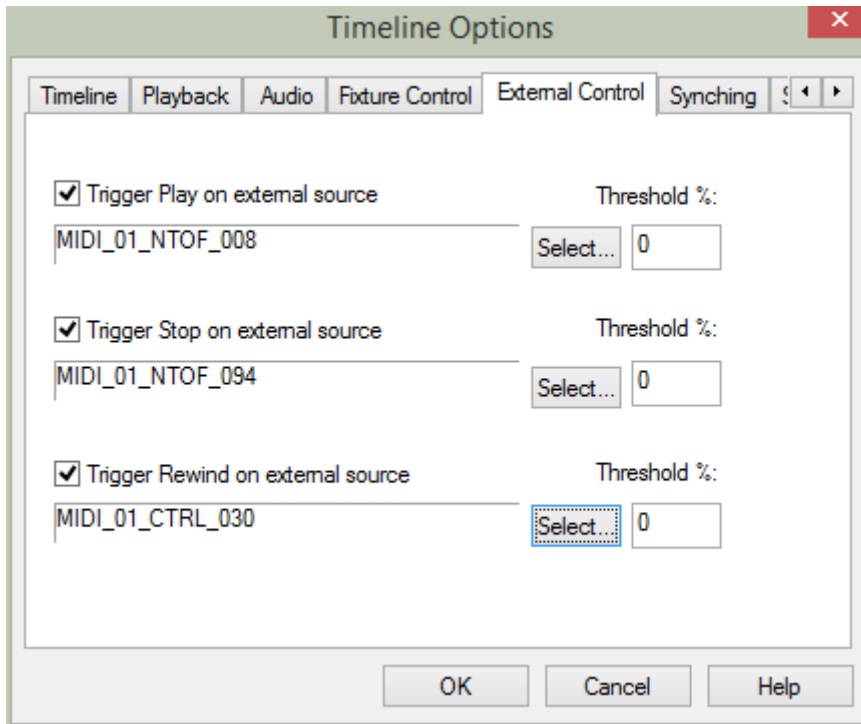 Timeline Options
Timeline Playback Audio Fixture Control External Control Synching
Trigger Play on external source Threshold %:
MIDI_01_NTOF_008 Select... 0
Trigger Stop on external source Threshold %:
MIDI_01_NTOF_094 Select... 0
Trigger Rewind on external source Threshold %:
MIDI_01_CTRL_030 Select... 0
OK Cancel Help